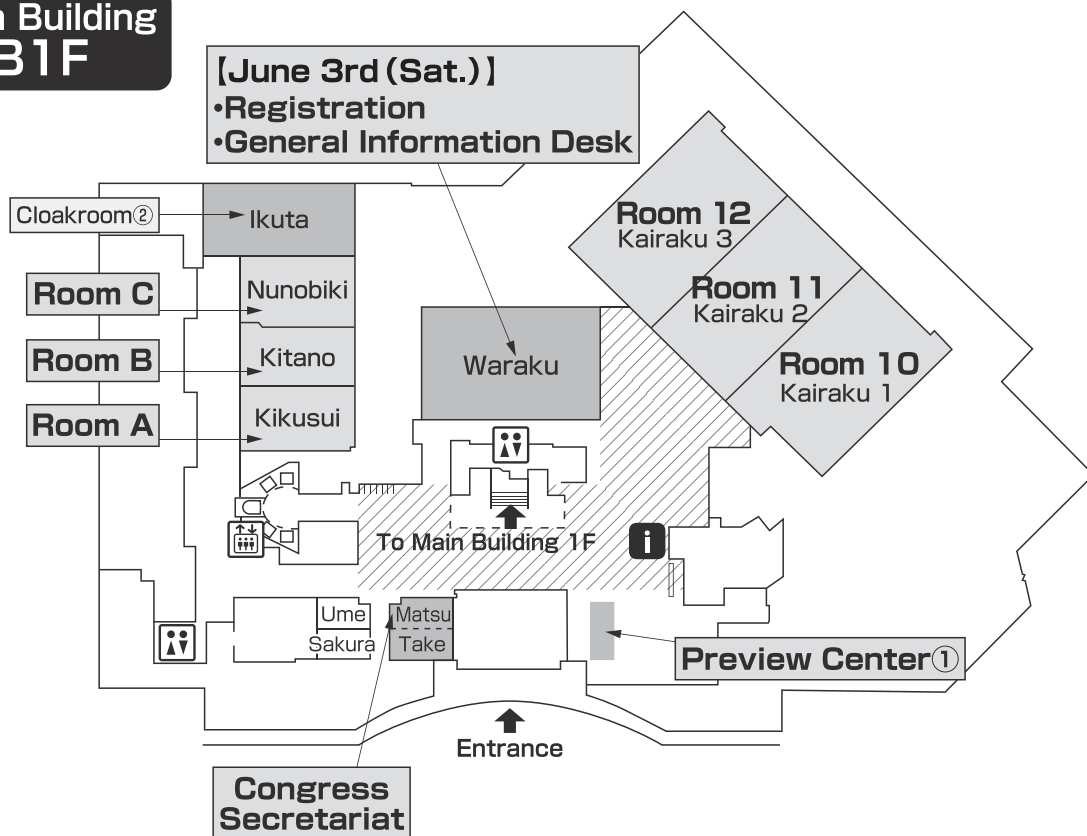 n Building
B1F
【June 3rd (Sat.)】
•Registration
•General Information Desk
Cloakroom②
Ikuta
Room C
Nunobiki
Room B
Kitano
Room A
Kikusui
Waraku
Room 12
Kairaku 3
Room 11
Kairaku 2
Room 10
Kairaku 1
To Main Building 1F
i
Ume
Sakura
Matsu
Take
Preview Center①
Entrance
Congress
Secretariat